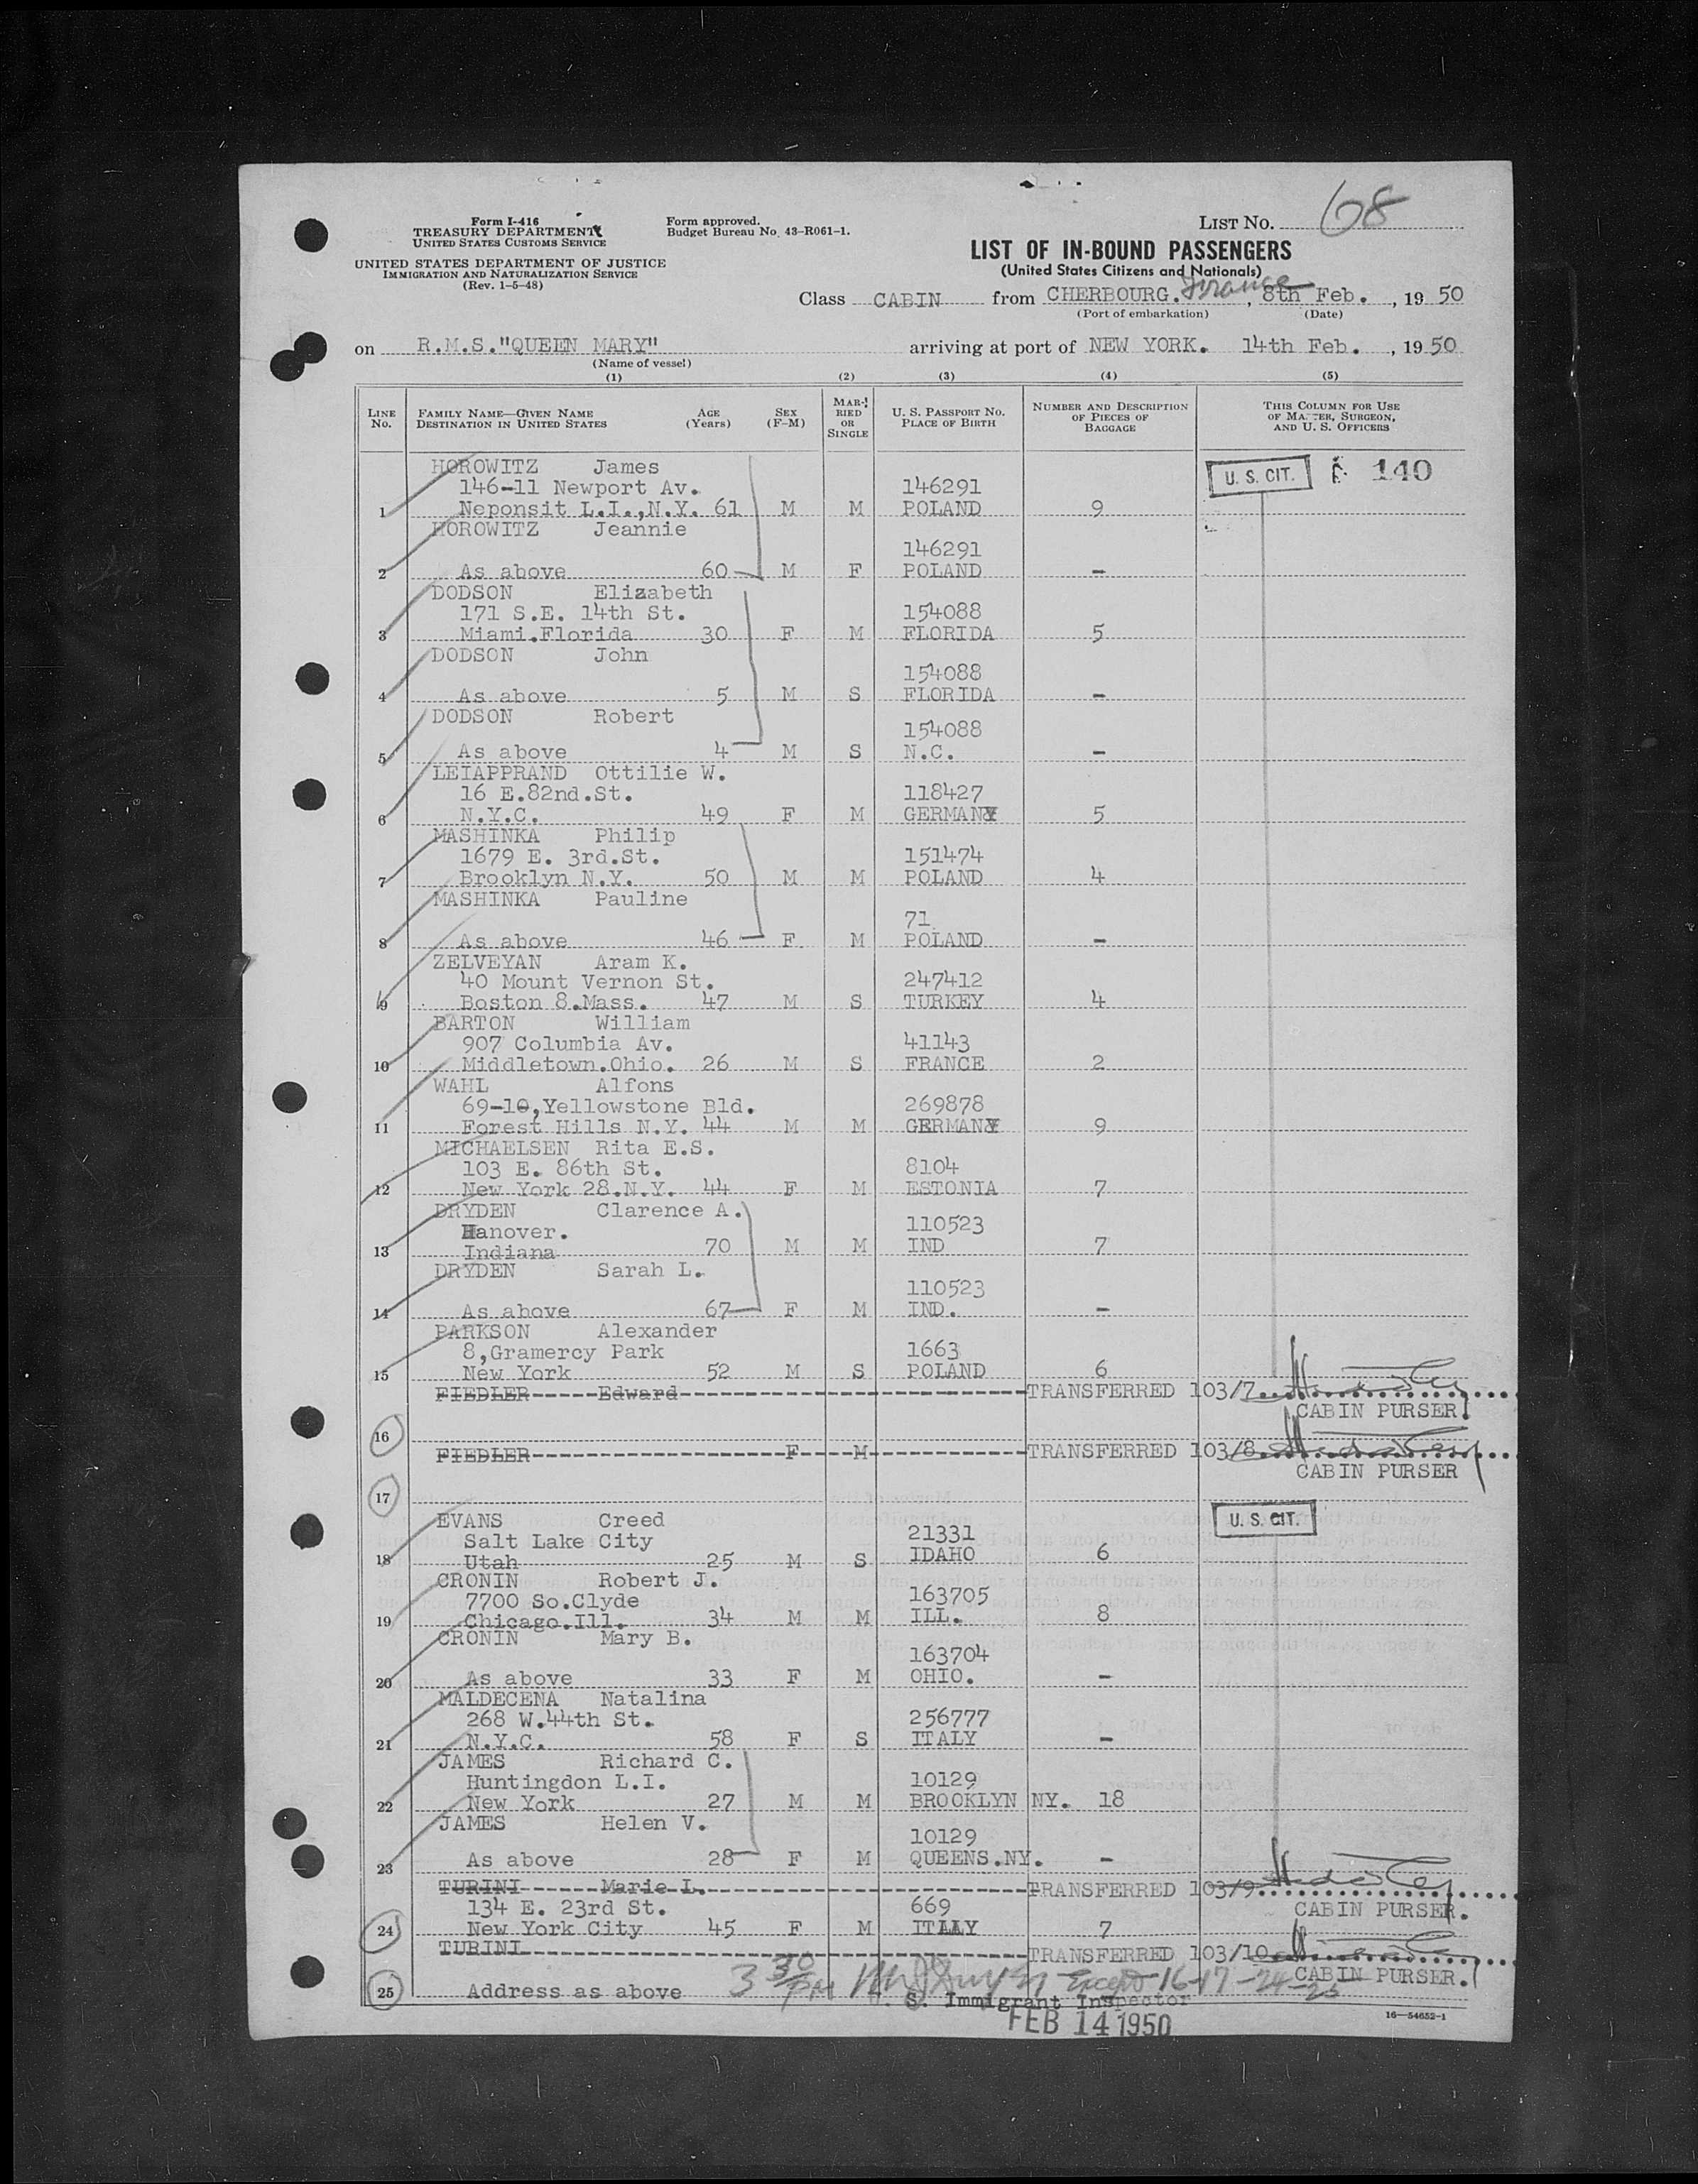 Form I-416
TREASURY DEPARTMENT
UNITED STATES CUSTOMS SERVICE
UNITED STATES DEPARTMENT OF JUSTICE
IMMIGRATION AND NATURALIZATION SERVICE
(Rev. 1-5-48)
Form approved.
Budget Bureau No. 43-R061-1.
LIST NO. 68
LIST OF IN-BOUND PASSENGERS
(United States Citizens and Nationals)
Class CABIN from CHERBOURG. France, 8th Feb. , 19 50
(Port of embarkation) (Date)
on R.M.S."QUEEN MARY" arriving at port of NEW YORK. 14th Feb. , 19 50
(Name of vessel)
(1) (2) (3) (4) (5)
LINE No. FAMILY NAME—GIVEN NAME DESTINATION IN UNITED STATES AGE (Years) SEX (F-M) MARRIED OR SINGLE U. S. PASSPORT NO. PLACE OF BIRTH NUMBER AND DESCRIPTION OF PIECES OF BAGGAGE THIS COLUMN FOR USE OF MASTER, SURGEON, AND U. S. OFFICERS
HOROWITZ James
146-11 Newport Av. 146291 U. S. CIT. 140
1 Neponsit L.I.,N.Y. 61 M M POLAND 9
HOROWITZ Jeannie
146291
2 As above 60 M F POLAND -
DODSON Elizabeth
171 S.E. 14th St. 154088
3 Miami.Florida 30 F M FLORIDA 5
DODSON John
154088
4 As above 5 M S FLORIDA -
DODSON Robert
154088
5 As above 4 M S N.C. -
LEIAPPRAND Ottilie W.
16 E.82nd.St. 118427
6 N.Y.C. 49 F M GERMANY 5
MASHINKA Philip
1679 E. 3rd.St. 151474
7 Brooklyn N.Y. 50 M M POLAND 4
MASHINKA Pauline
71
8 As above 46 F M POLAND -
ZELVEYAN Aram K.
40 Mount Vernon St. 247412
9 Boston 8.Mass. 47 M S TURKEY 4
BARTON William
907 Columbia Av. 41143
10 Middletown.Ohio. 26 M S FRANCE 2
WAHL Alfons
69-10,Yellowstone Bld. 269878
11 Forest Hills N.Y. 44 M M GERMANY 9
MICHAELSEN Rita E.S.
103 E. 86th St. 8104
12 New York 28.N.Y. 44 F M ESTONIA 7
DRYDEN Clarence A.
Hanover. 110523
13 Indiana 70 M M IND 7
DRYDEN Sarah L.
110523
14 As above 67 F M IND. -
PARKSON Alexander
8,Gramercy Park 1663
15 New York 52 M S POLAND 6
FIEDLER Edward TRANSFERRED 103/7
CABIN PURSER.
16
FIEDLER F M TRANSFERRED 103/8
CABIN PURSER
17
EVANS Creed U. S. CIT.
Salt Lake City 21331
18 Utah 25 M S IDAHO 6
CRONIN Robert J.
7700 So.Clyde 163705
19 Chicago.Ill. 34 M M ILL. 8
CRONIN Mary B.
163704
20 As above 33 F M OHIO. -
MALDECENA Natalina
268 W.44th St. 256777
21 N.Y.C. 58 F S ITALY -
JAMES Richard C.
Huntingdon L.I. 10129
22 New York 27 M M BROOKLYN NY. 18
JAMES Helen V.
10129
23 As above 28 F M QUEENS.NY. -
TURINI Marie L. TRANSFERRED 103/9
134 E. 23rd St. 669 CABIN PURSER.
24 New York City 45 F M ITALY 7
TURINI TRANSFERRED 103/10
CABIN PURSER.
25 Address as above 3 30 PM Except 16-17-24-25
U. S. Immigrant Inspector
FEB 14 1950
16—54652-1